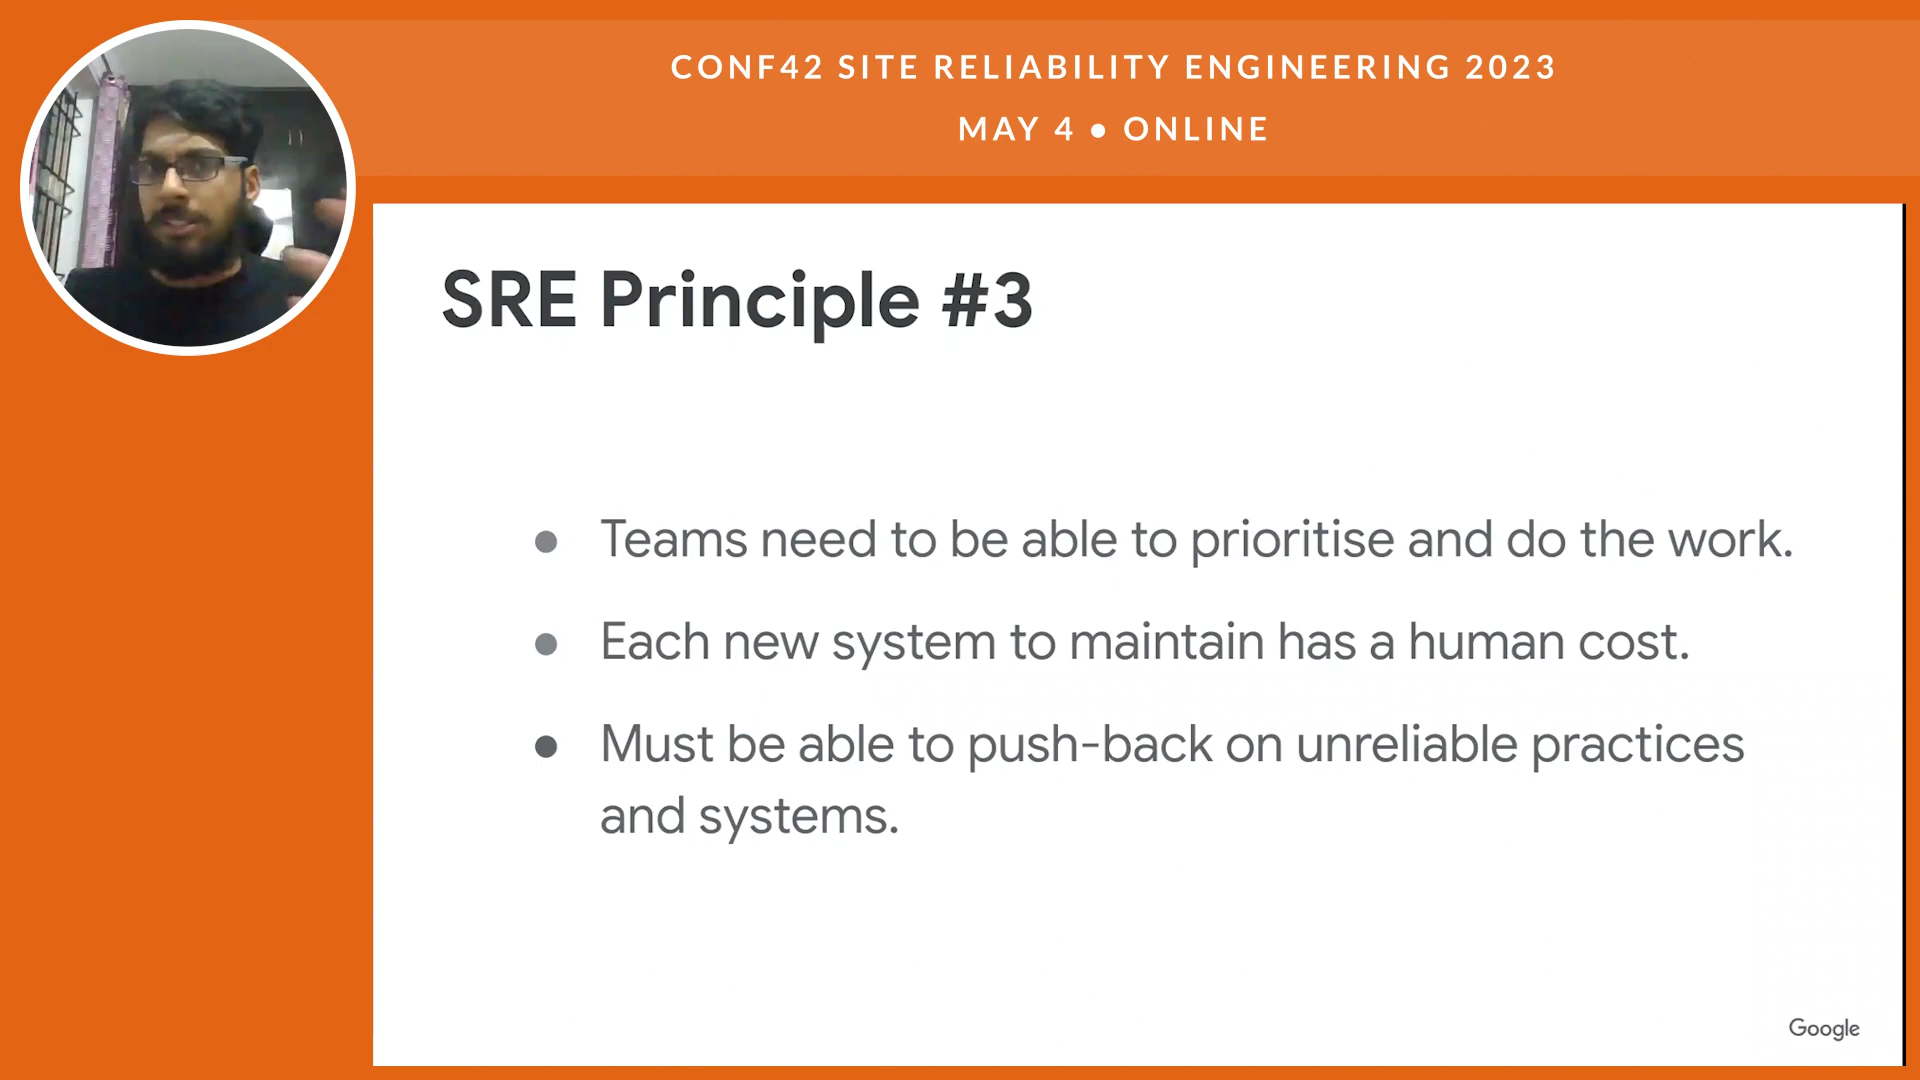 CONF42 SITE RELIABILITY ENGINEERING 2023
MAY 4 ● ONLINE
SRE Principle #3
● Teams need to be able to prioritise and do the work.
● Each new system to maintain has a human cost.
● Must be able to push-back on unreliable practices
and systems.
Google